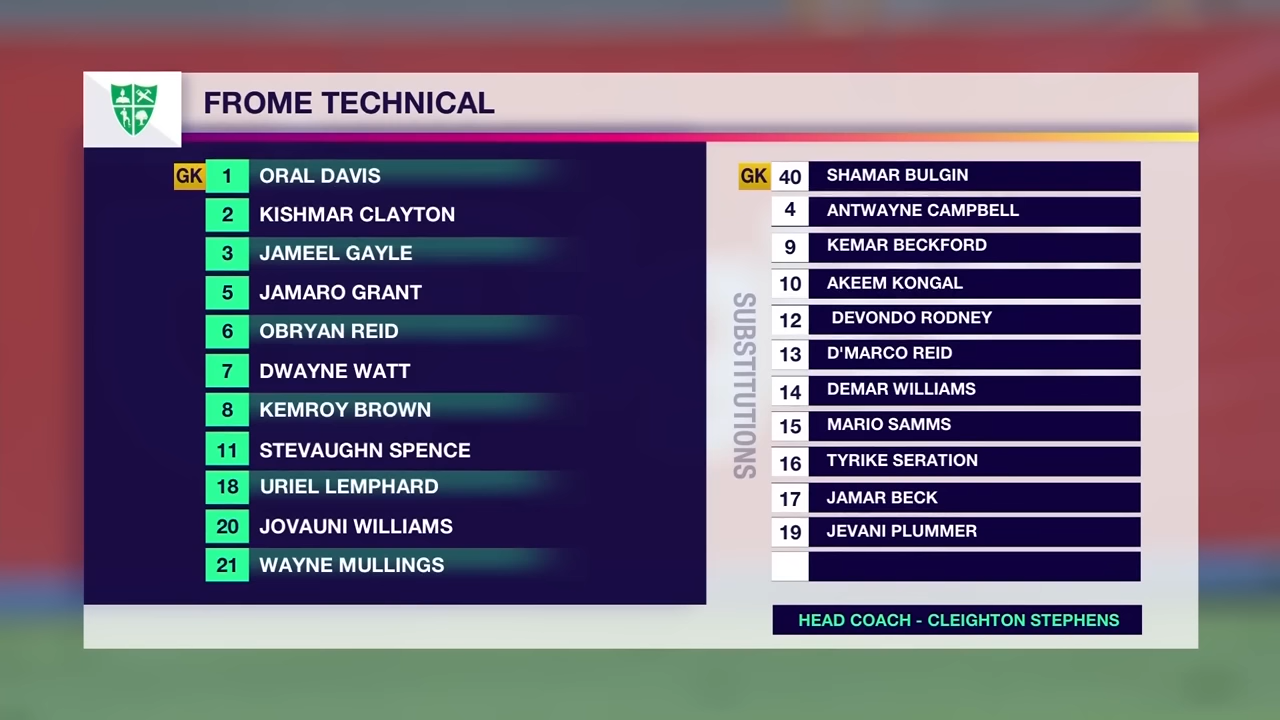 FROME TECHNICAL
GK 1 ORAL DAVIS
2 KISHMAR CLAYTON
3 JAMEEL GAYLE
5 JAMARO GRANT
6 OBRYAN REID
7 DWAYNE WATT
8 KEMROY BROWN
11 STEVAUGHN SPENCE
18 URIEL LEMPHARD
20 JOVAUNI WILLIAMS
21 WAYNE MULLINGS
SUBSTITUTIONS
GK 40 SHAMAR BULGIN
4 ANTWAYNE CAMPBELL
9 KEMAR BECKFORD
10 AKEEM KONGAL
12 DEVONDO RODNEY
13 D'MARCO REID
14 DEMAR WILLIAMS
15 MARIO SAMMS
16 TYRIKE SERATION
17 JAMAR BECK
19 JEVANI PLUMMER
HEAD COACH - CLEIGHTON STEPHENS